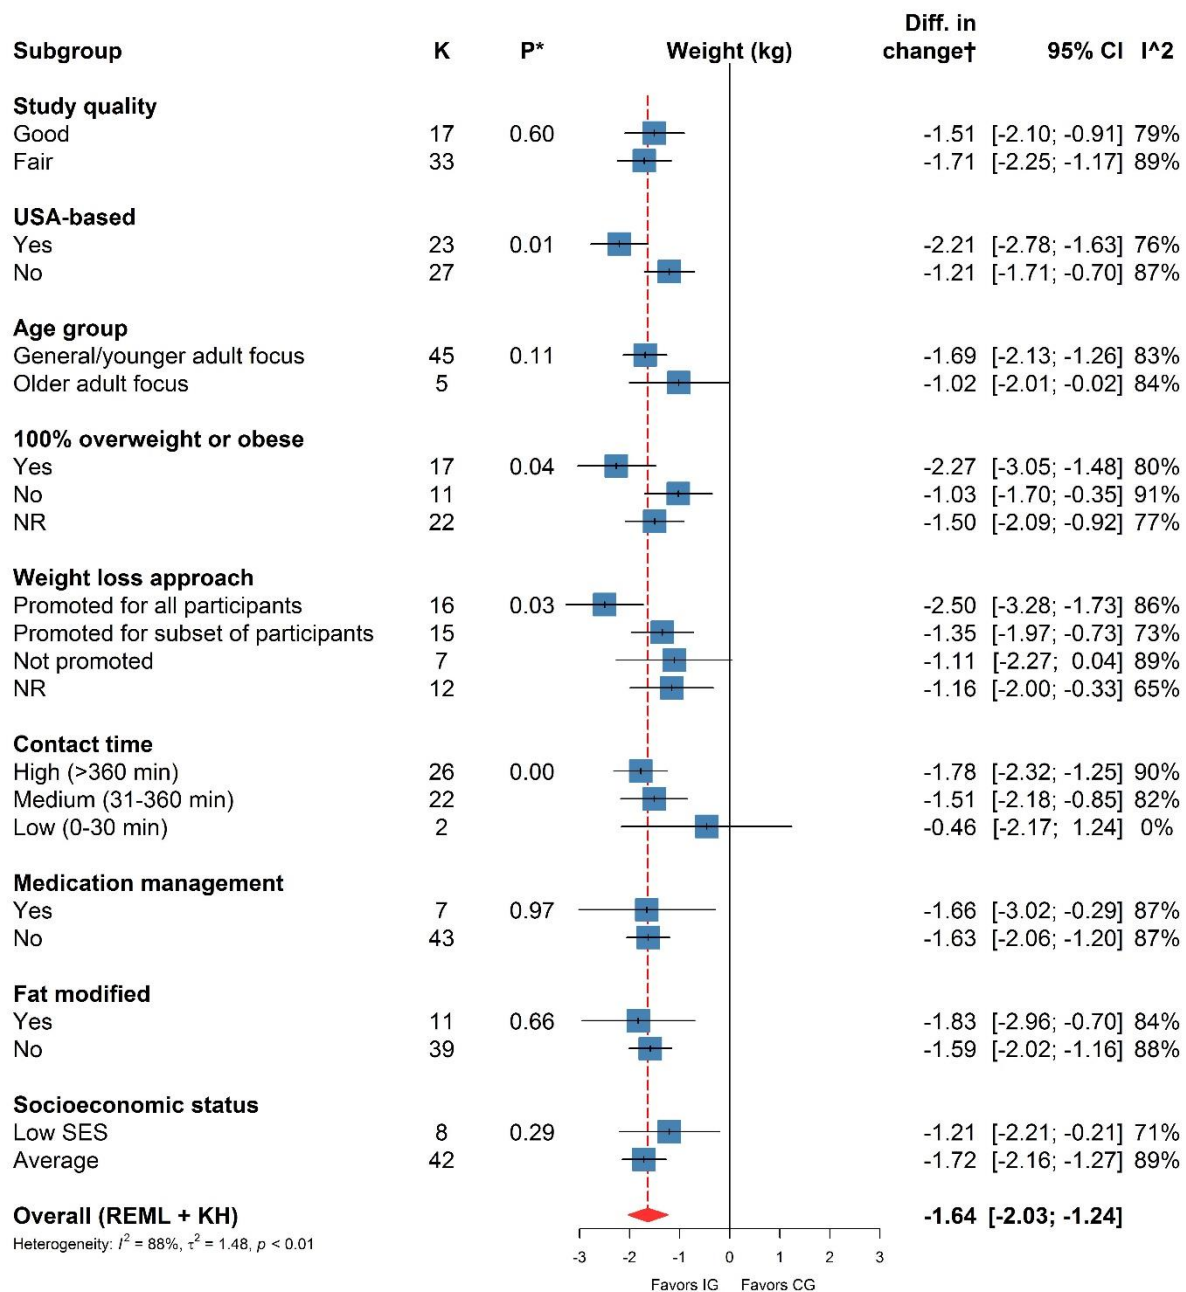 Subgroup K P* Weight (kg) Diff. in change† 95% CI I^2
Study quality
Good 17 0.60 -1.51 [-2.10; -0.91] 79%
Fair 33 -1.71 [-2.25; -1.17] 89%
USA-based
Yes 23 0.01 -2.21 [-2.78; -1.63] 76%
No 27 -1.21 [-1.71; -0.70] 87%
Age group
General/younger adult focus 45 0.11 -1.69 [-2.13; -1.26] 83%
Older adult focus 5 -1.02 [-2.01; -0.02] 84%
100% overweight or obese
Yes 17 0.04 -2.27 [-3.05; -1.48] 80%
No 11 -1.03 [-1.70; -0.35] 91%
NR 22 -1.50 [-2.09; -0.92] 77%
Weight loss approach
Promoted for all participants 16 0.03 -2.50 [-3.28; -1.73] 86%
Promoted for subset of participants 15 -1.35 [-1.97; -0.73] 73%
Not promoted 7 -1.11 [-2.27; 0.04] 89%
NR 12 -1.16 [-2.00; -0.33] 65%
Contact time
High (>360 min) 26 0.00 -1.78 [-2.32; -1.25] 90%
Medium (31-360 min) 22 -1.51 [-2.18; -0.85] 82%
Low (0-30 min) 2 -0.46 [-2.17; 1.24] 0%
Medication management
Yes 7 0.97 -1.66 [-3.02; -0.29] 87%
No 43 -1.63 [-2.06; -1.20] 87%
Fat modified
Yes 11 0.66 -1.83 [-2.96; -0.70] 84%
No 39 -1.59 [-2.02; -1.16] 88%
Socioeconomic status
Low SES 8 0.29 -1.21 [-2.21; -0.21] 71%
Average 42 -1.72 [-2.16; -1.27] 89%
Overall (REML + KH) -1.64 [-2.03; -1.24]
Heterogeneity: I² = 88%, τ² = 1.48, p < 0.01
-3 -2 -1 0 1 2 3
Favors IG Favors CG